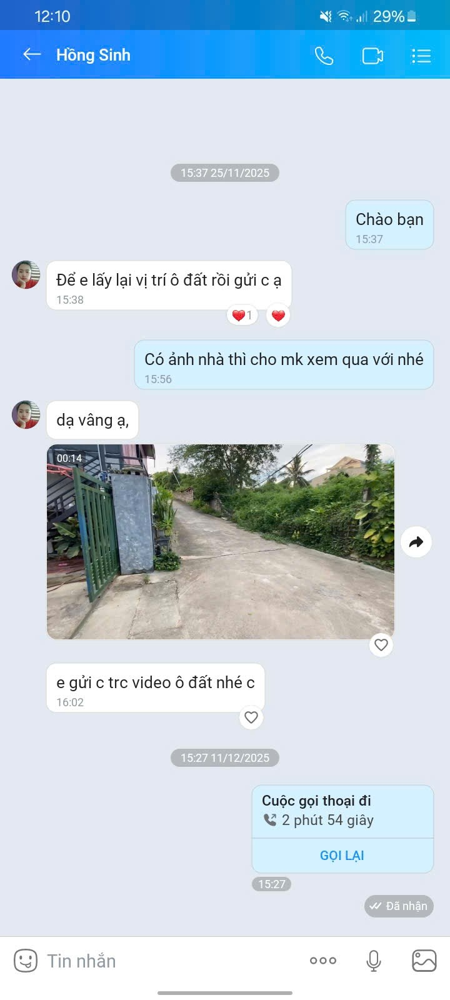 12:10
29%
Hồng Sinh
15:37 25/11/2025
Chào bạn
15:37
Để e lấy lại vị trí ô đất rồi gửi c ạ
15:38
1
Có ảnh nhà thì cho mk xem qua với nhé
15:56
dạ vâng ạ,
00:14
e gửi c trc video ô đất nhé c
16:02
15:27 11/12/2025
Cuộc gọi thoại đi
2 phút 54 giây
GỌI LẠI
15:27
Đã nhận
Tin nhắn